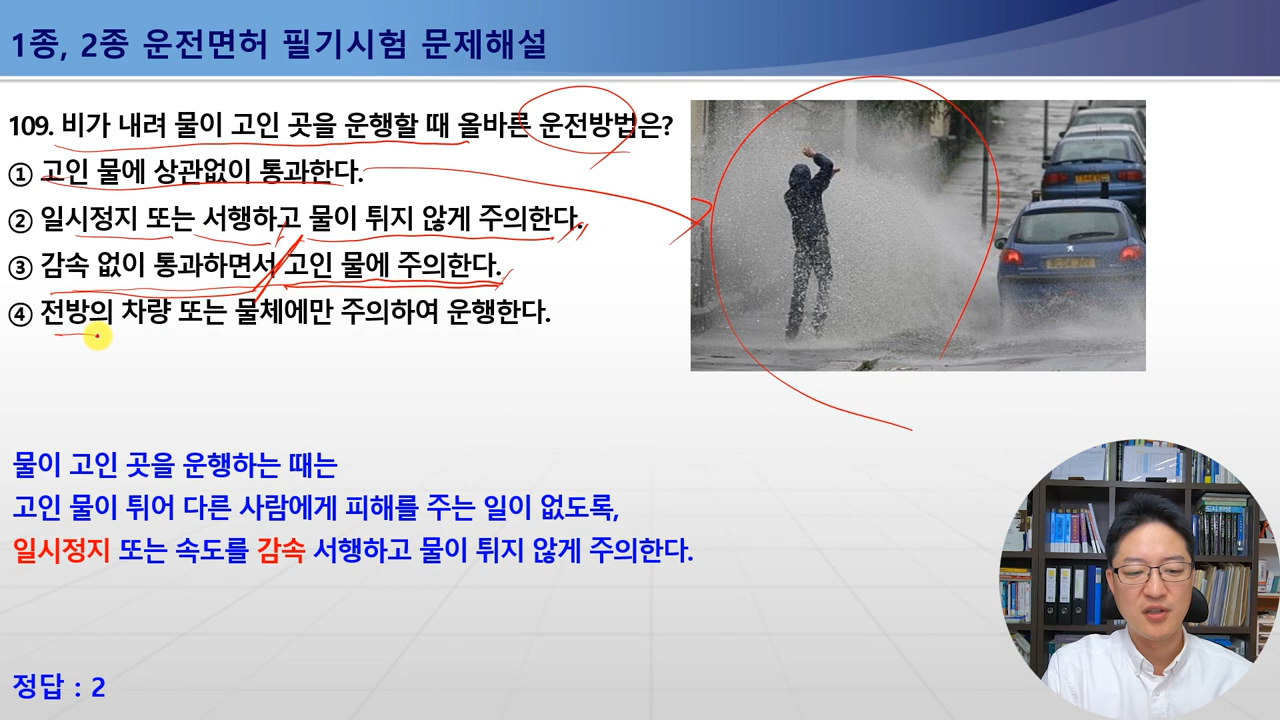 1종, 2종 운전면허 필기시험 문제해설
109. 비가 내려 물이 고인 곳을 운행할 때 올바른 운전방법은?
① 고인 물에 상관없이 통과한다.
② 일시정지 또는 서행하고 물이 튀지 않게 주의한다.
③ 감속 없이 통과하면서 고인 물에 주의한다.
④ 전방의 차량 또는 물체에만 주의하여 운행한다.
물이 고인 곳을 운행하는 때는
고인 물이 튀어 다른 사람에게 피해를 주는 일이 없도록,
일시정지 또는 속도를 감속 서행하고 물이 튀지 않게 주의한다.
정답 : 2